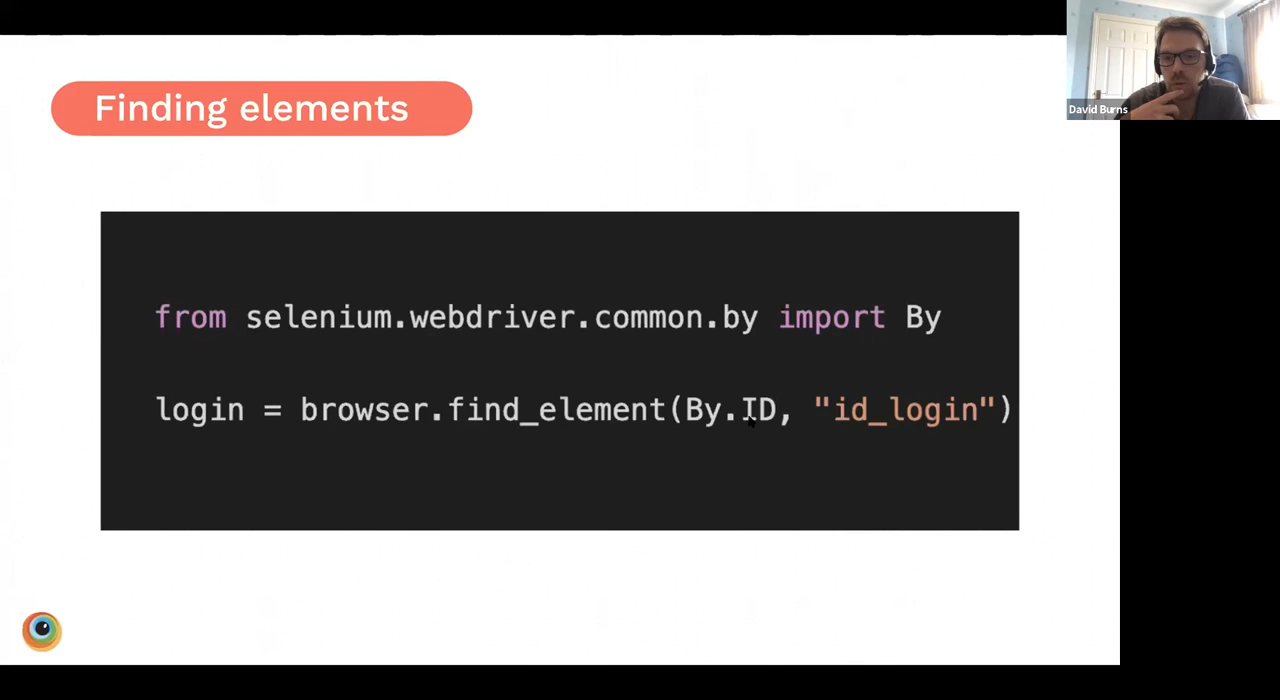 Finding elements
David Burns
from selenium.webdriver.common.by import By
login = browser.find_element(By.ID, "id_login")